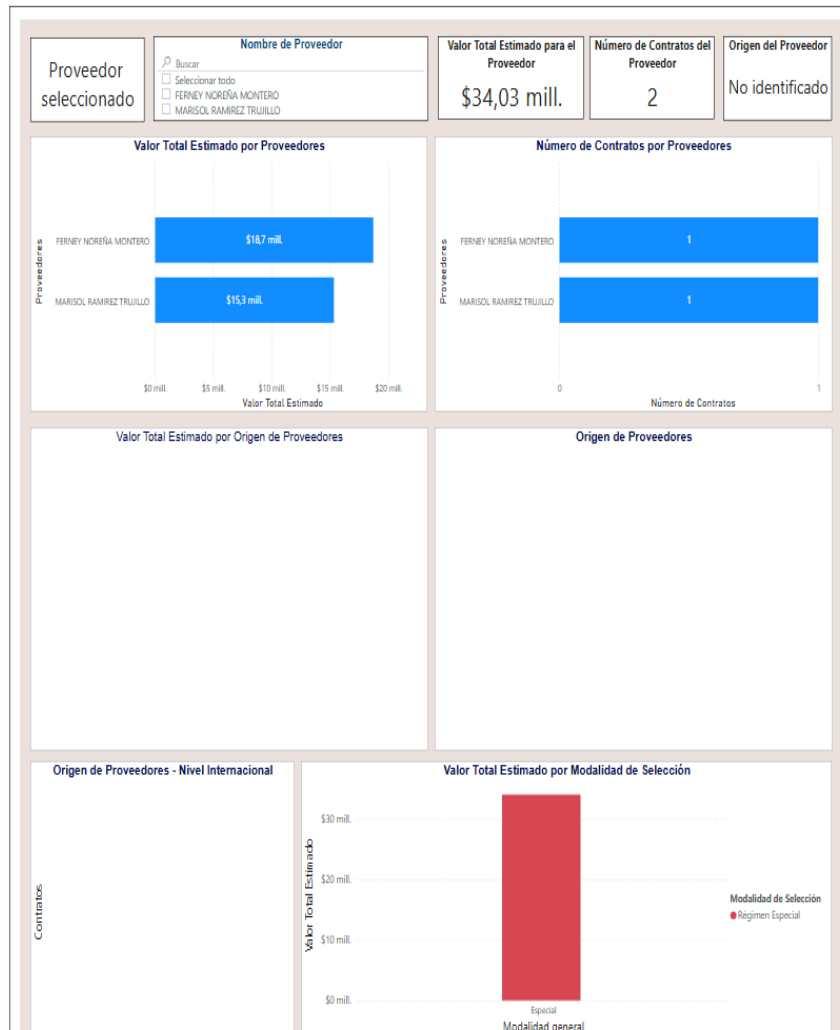 Proveedor
seleccionado
Nombre de Proveedor
Buscar
Seleccionar todo
FERNEY NOREÑA MONTERO
MARISOL RAMIREZ TRUJILLO
Valor Total Estimado para el
Proveedor
$34,03 mill.
Número de Contratos del
Proveedor
2
Origen del Proveedor
No identificado
Valor Total Estimado por Proveedores
Proveedores
FERNEY NOREÑA MONTERO
$18,7 mill.
MARISOL RAMIREZ TRUJILLO
$15,3 mill.
$0 mill.
$5 mill.
$10 mill.
$15 mill.
$20 mill.
Valor Total Estimado
Número de Contratos por Proveedores
Proveedores
FERNEY NOREÑA MONTERO
1
MARISOL RAMIREZ TRUJILLO
1
0
1
Número de Contratos
Valor Total Estimado por Origen de Proveedores
Origen de Proveedores
Origen de Proveedores - Nivel Internacional
Contratos
Valor Total Estimado por Modalidad de Selección
Valor Total Estimado
$30 mill.
$20 mill.
$10 mill.
$0 mill.
Especial
Modalidad general
Modalidad de Selección
Régimen Especial